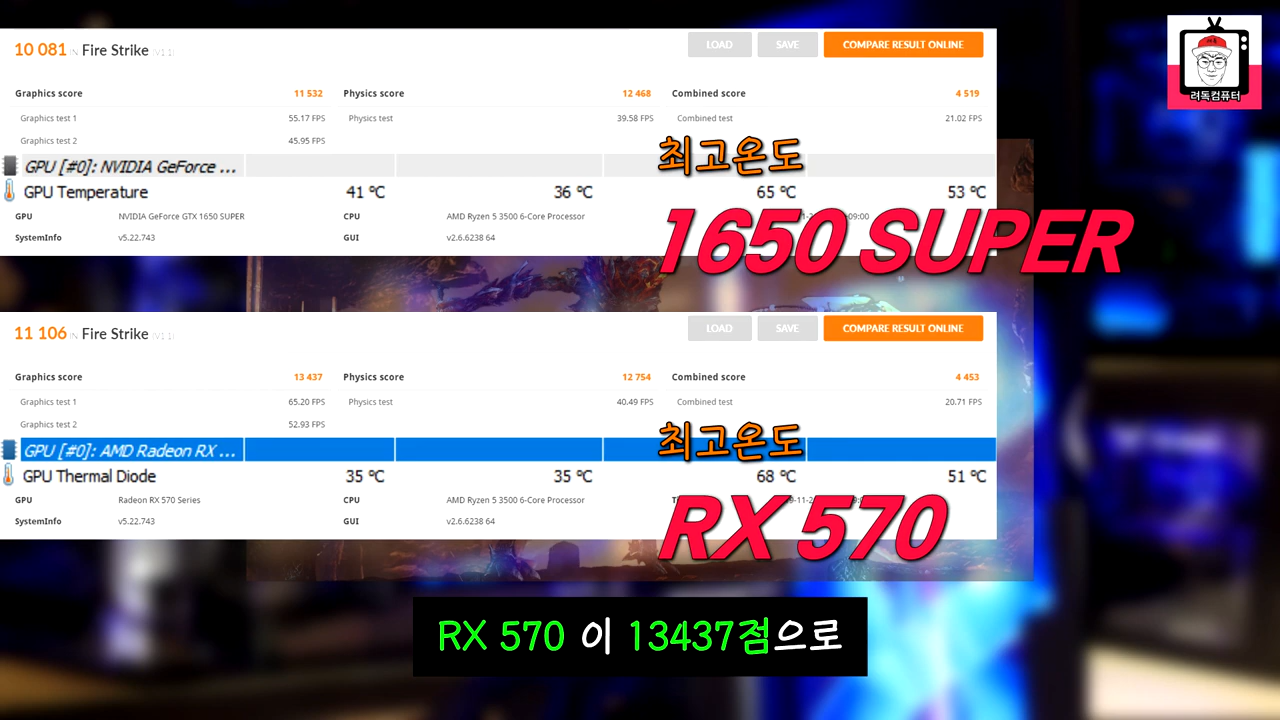 10 081 IN Fire Strike (V1.1)
LOAD SAVE COMPARE RESULT ONLINE
려독컴퓨터
Graphics score 11 532 Physics score 12 468 Combined score 4 519
Graphics test 1 55.17 FPS Physics test 39.58 FPS Combined test 21.02 FPS
Graphics test 2 45.95 FPS
최고온도
GPU [#0]: NVIDIA GeForce ...
GPU Temperature 41 ℃ 36 ℃ 65 ℃ 53 ℃
GPU NVIDIA GeForce GTX 1650 SUPER CPU AMD Ryzen 5 3500 6-Core Processor
1650 SUPER
SystemInfo v5.22.743 GUI v2.6.6238 64
11 106 IN Fire Strike (V1.1)
LOAD SAVE COMPARE RESULT ONLINE
Graphics score 13 437 Physics score 12 754 Combined score 4 453
Graphics test 1 65.20 FPS Physics test 40.49 FPS Combined test 20.71 FPS
Graphics test 2 52.93 FPS
최고온도
GPU [#0]: AMD Radeon RX ...
GPU Thermal Diode 35 ℃ 35 ℃ 68 ℃ 51 ℃
GPU Radeon RX 570 Series CPU AMD Ryzen 5 3500 6-Core Processor
RX 570
SystemInfo v5.22.743 GUI v2.6.6238 64
RX 570 이 13437점으로